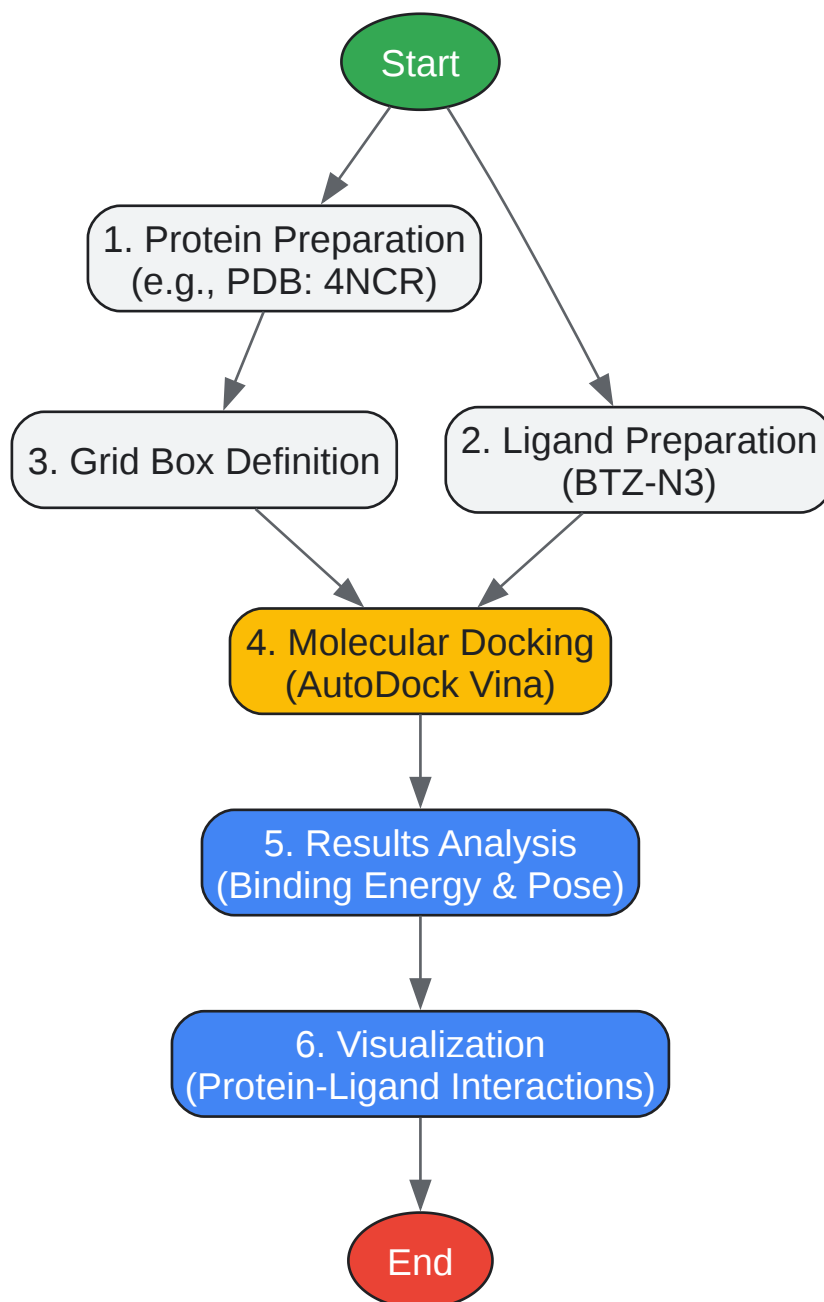 Start
1. Protein Preparation
(e.g., PDB: 4NCR)
3. Grid Box Definition
2. Ligand Preparation
(BTZ-N3)
4. Molecular Docking
(AutoDock Vina)
5. Results Analysis
(Binding Energy & Pose)
6. Visualization
(Protein-Ligand Interactions)
End